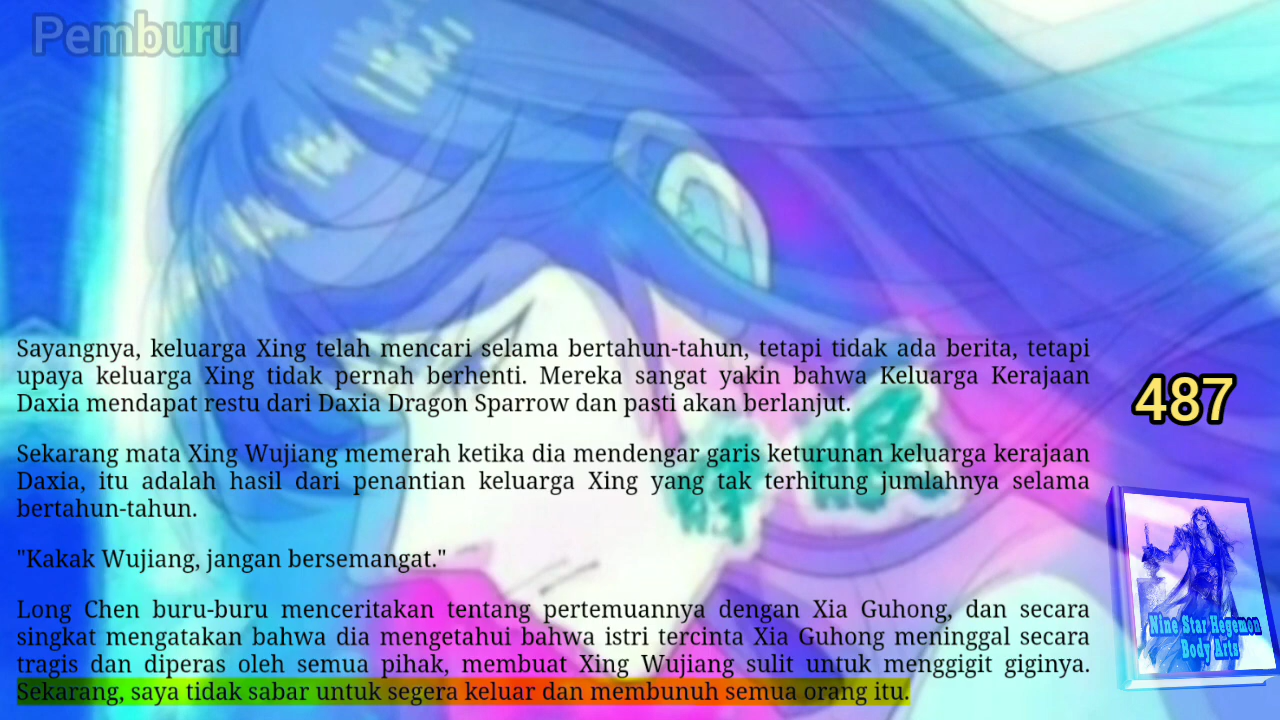 Pemburu
Sayangnya, keluarga Xing telah mencari selama bertahun-tahun, tetapi tidak ada berita, tetapi
upaya keluarga Xing tidak pernah berhenti. Mereka sangat yakin bahwa Keluarga Kerajaan
Daxia mendapat restu dari Daxia Dragon Sparrow dan pasti akan berlanjut.
Sekarang mata Xing Wujiang memerah ketika dia mendengar garis keturunan keluarga kerajaan
Daxia, itu adalah hasil dari penantian keluarga Xing yang tak terhitung jumlahnya selama
bertahun-tahun.
"Kakak Wujiang, jangan bersemangat."
Long Chen buru-buru menceritakan tentang pertemuannya dengan Xia Guhong, dan secara
singkat mengatakan bahwa dia mengetahui bahwa istri tercinta Xia Guhong meninggal secara
tragis dan diperas oleh semua pihak, membuat Xing Wujiang sulit untuk menggigit giginya.
Sekarang, saya tidak sabar untuk segera keluar dan membunuh semua orang itu.
487
Nine Star Hegemon
Body Arts